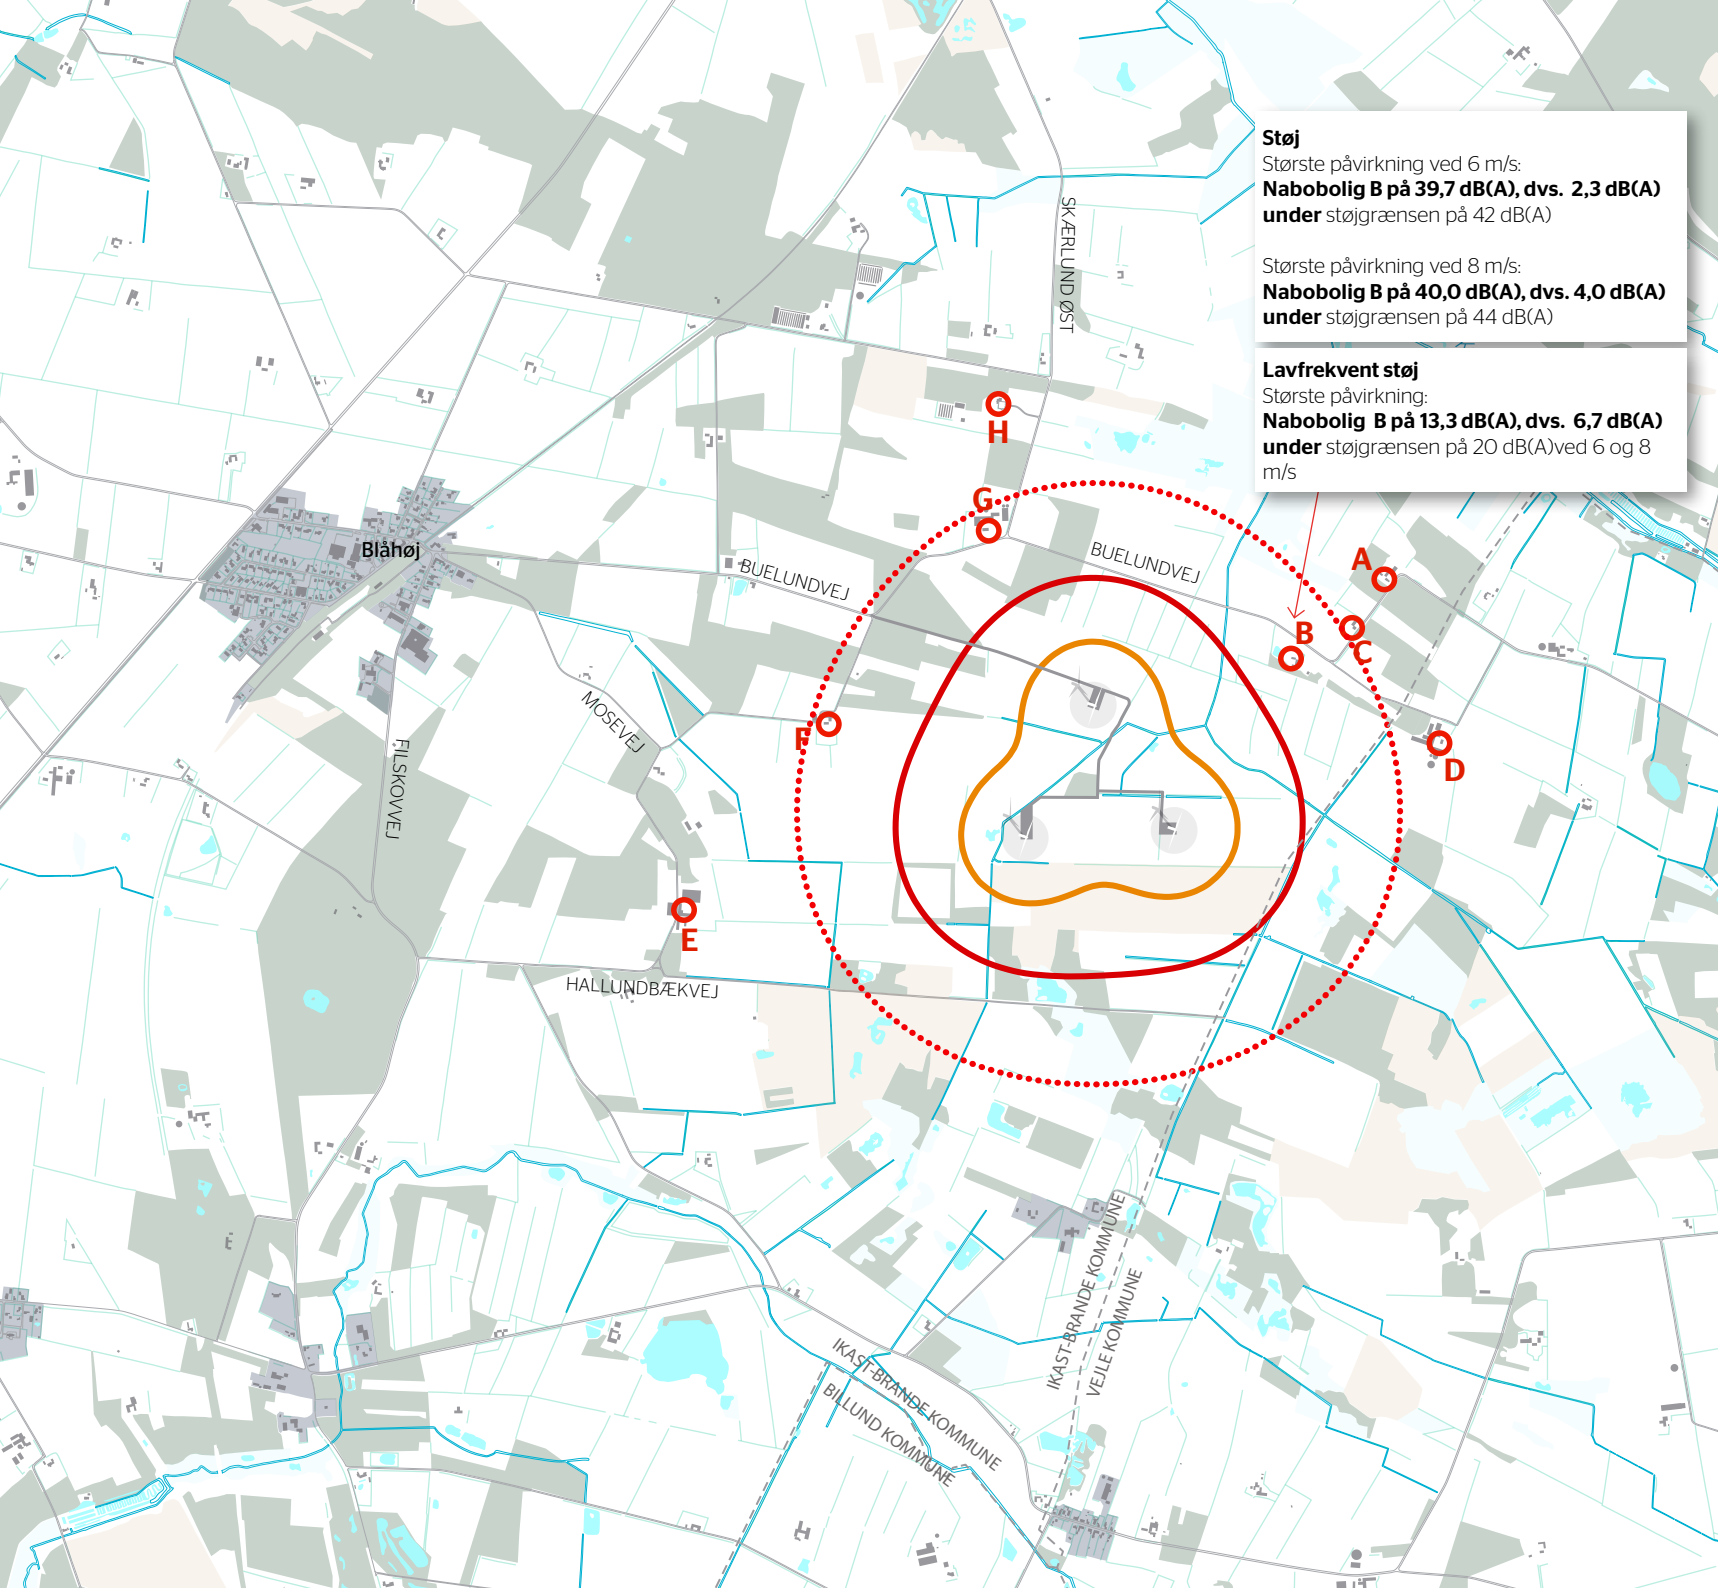 Støj
Største påvirkning ved 6 m/s:
Nabobolig B på 39,7 dB(A), dvs. 2,3 dB(A)
under støjgrænsen på 42 dB(A)
Største påvirkning ved 8 m/s:
Nabobolig B på 40,0 dB(A), dvs. 4,0 dB(A)
under støjgrænsen på 44 dB(A)
Lavfrekvent støj
Største påvirkning:
Nabobolig B på 13,3 dB(A), dvs. 6,7 dB(A)
under støjgrænsen på 20 dB(A)ved 6 og 8
m/s
SKÆRLUND ØST
H
G
Blåhøj
BUELUNDVEJ
BUELUNDVEJ
A
B
C
MOSEVEJ
F
D
FILSKOVVEJ
E
HALLUNDBÆKVEJ
IKAST-BRANDE KOMMUNE
VEJLE KOMMUNE
IKAST-BRANDE KOMMUNE
BILLUND KOMMUNE